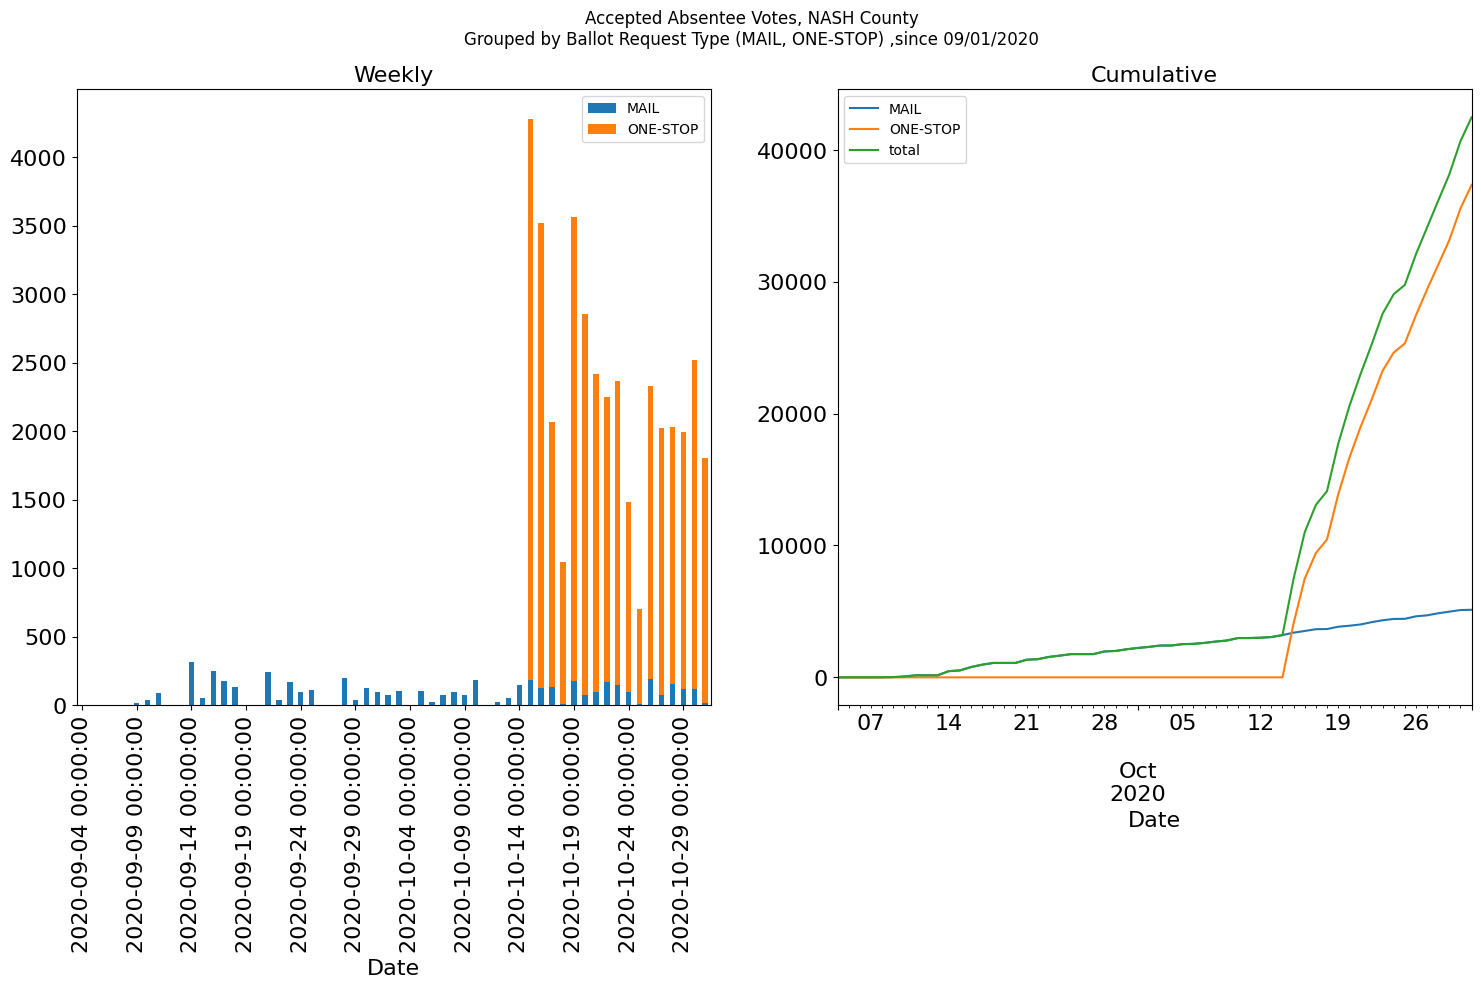 Accepted Absentee Votes, NASH County
Grouped by Ballot Request Type (MAIL, ONE-STOP) ,since 09/01/2020
Weekly
MAIL
ONE-STOP
4000
3500
3000
2500
2000
1500
1000
500
0
2020-09-04 00:00:00
2020-09-09 00:00:00
2020-09-14 00:00:00
2020-09-19 00:00:00
2020-09-24 00:00:00
2020-09-29 00:00:00
2020-10-04 00:00:00
2020-10-09 00:00:00
2020-10-14 00:00:00
2020-10-19 00:00:00
2020-10-24 00:00:00
2020-10-29 00:00:00
Date
Cumulative
MAIL
ONE-STOP
total
40000
30000
20000
10000
0
07 14 21 28 05 12 19 26
Oct
2020
Date